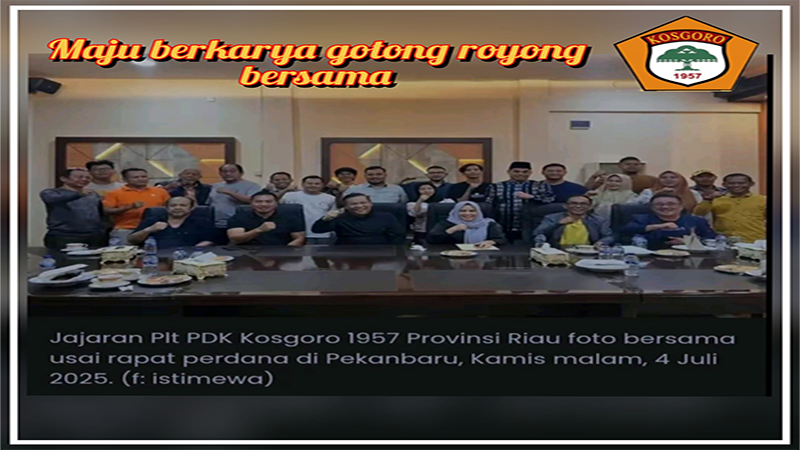 Maju berkarya gotong royong
bersama
KOSGORO
1957
Jajaran Plt PDK Kosgoro 1957 Provinsi Riau foto bersama
usai rapat perdana di Pekanbaru, Kamis malam, 4 Juli
2025. (f: istimewa)